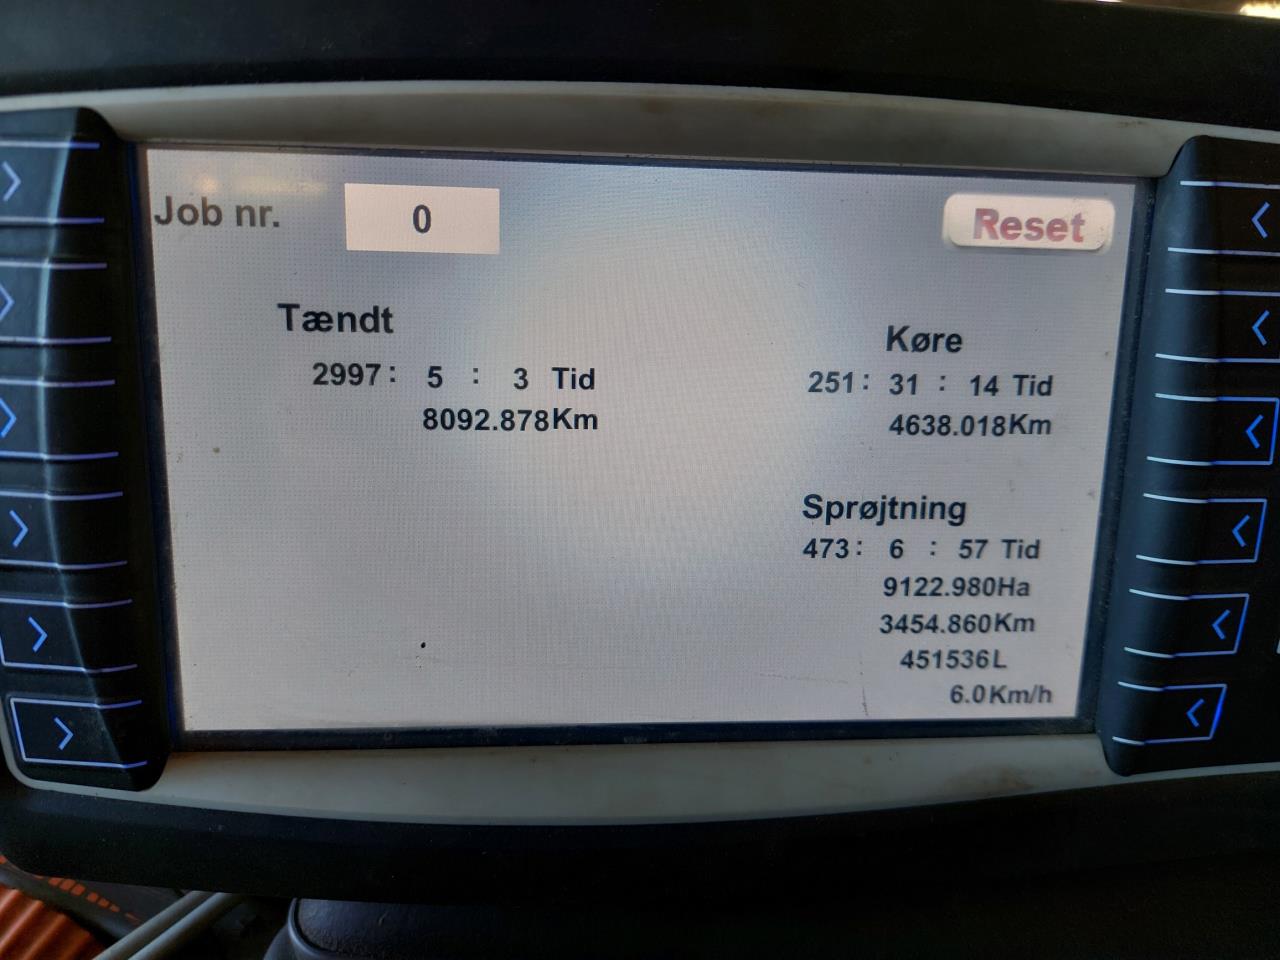 Job nr. 0 Reset
Tændt
2997: 5 : 3 Tid
8092.878Km
Køre
251: 31 : 14 Tid
4638.018Km
Sprøjtning
473: 6 : 57 Tid
9122.980Ha
3454.860Km
451536L
6.0Km/h